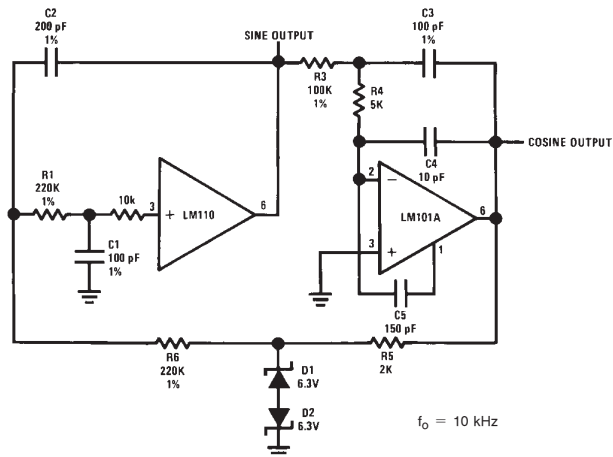 C2
200 pF
1%
SINE OUTPUT
C3
100 pF
1%
R3
100K
1%
R4
5K
C4
10 pF
COSINE OUTPUT
R1
220K
1%
10k
3
+
LM110
6
C1
100 pF
1%
2
−
LM101A
6
3
+
1
C5
150 pF
R6
220K
1%
R5
2K
D1
6.3V
D2
6.3V
fo = 10 kHz